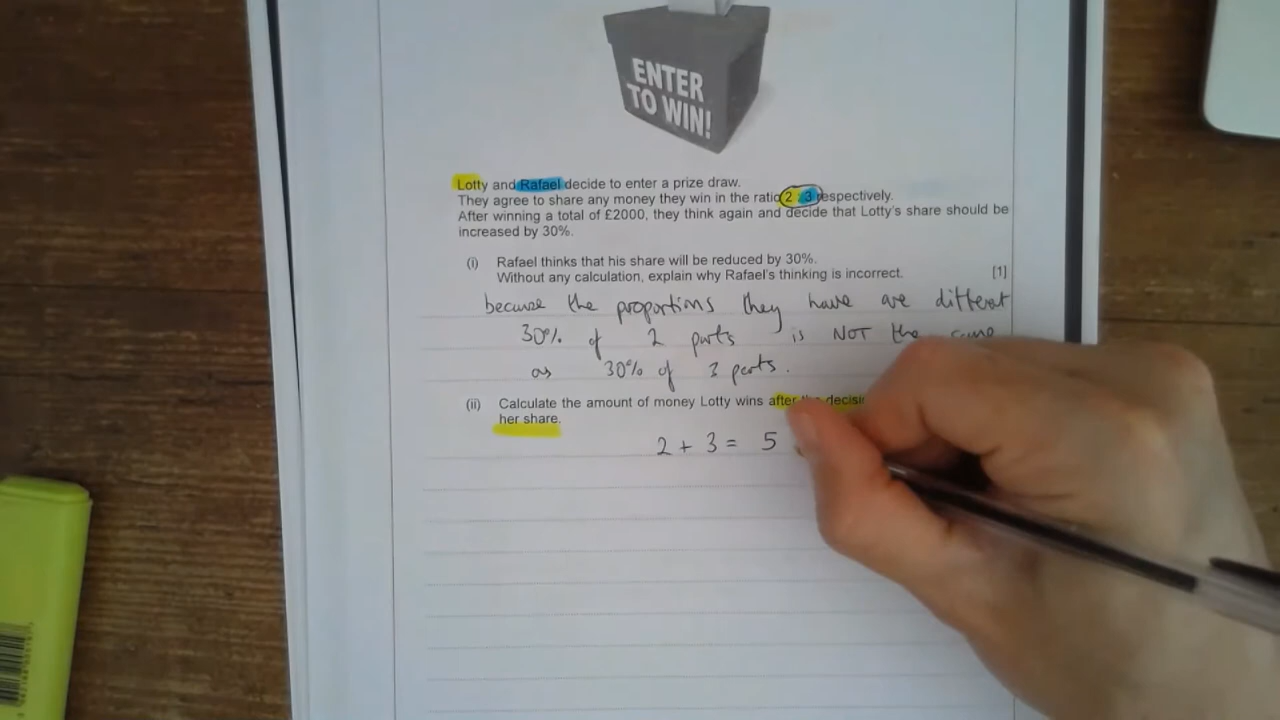 ENTER
TO WIN!
Lotty and Rafael decide to enter a prize draw.
They agree to share any money they win in the ratio 2 : 3 respectively.
After winning a total of £2000, they think again and decide that Lotty's share should be
increased by 30%.
(i) Rafael thinks that his share will be reduced by 30%.
Without any calculation, explain why Rafael's thinking is incorrect. [1]
because the proportions they have are different
30% of 2 parts is NOT the same
as 30% of 3 parts.
(ii) Calculate the amount of money Lotty wins after the
her share.
2 + 3 = 5